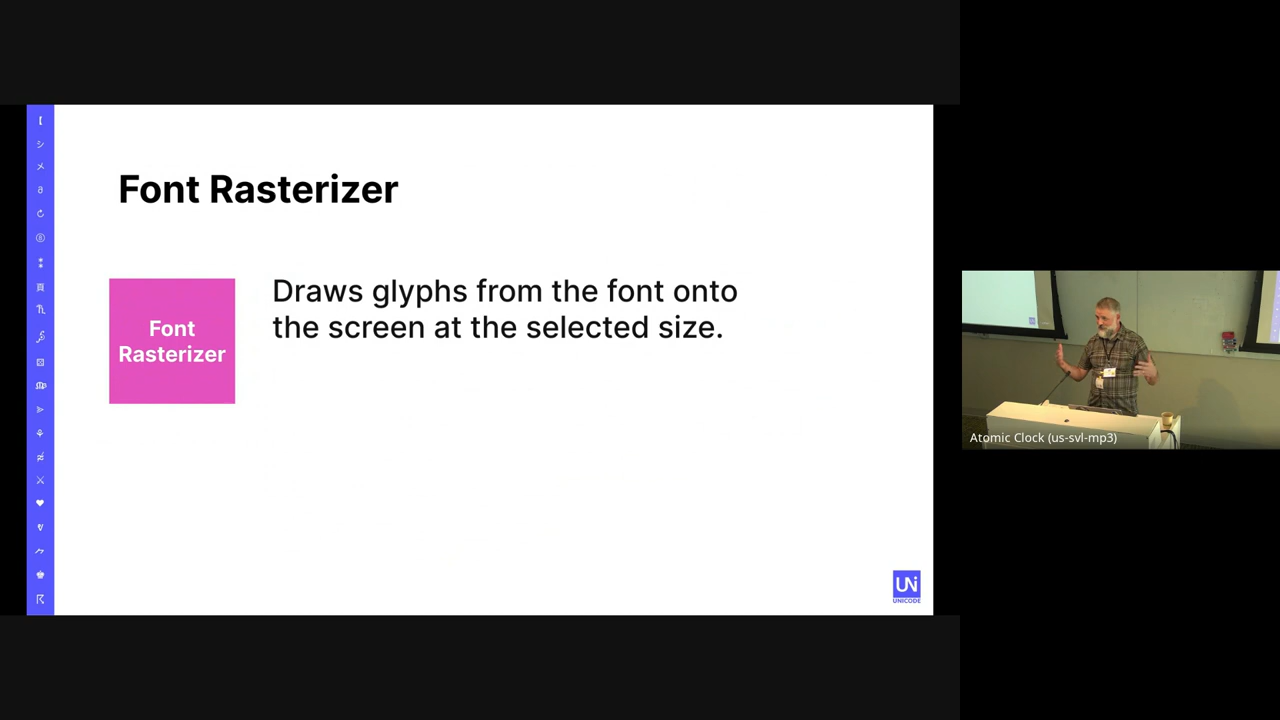 Font Rasterizer
Font
Rasterizer
Draws glyphs from the font onto
the screen at the selected size.
UNi
UNICODE
Atomic Clock (us-svl-mp3)